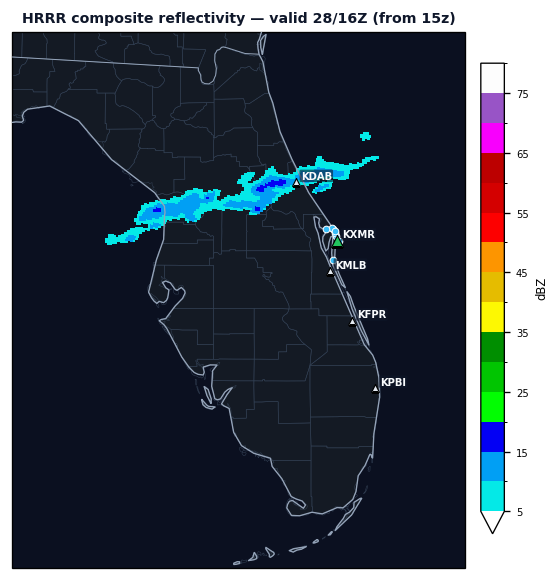 HRRR composite reflectivity — valid 28/16Z (from 15z)
75
65
KDAB
55
KXMR
45
KMLB
dBZ
35
KFPR
25
KPBI
15
5